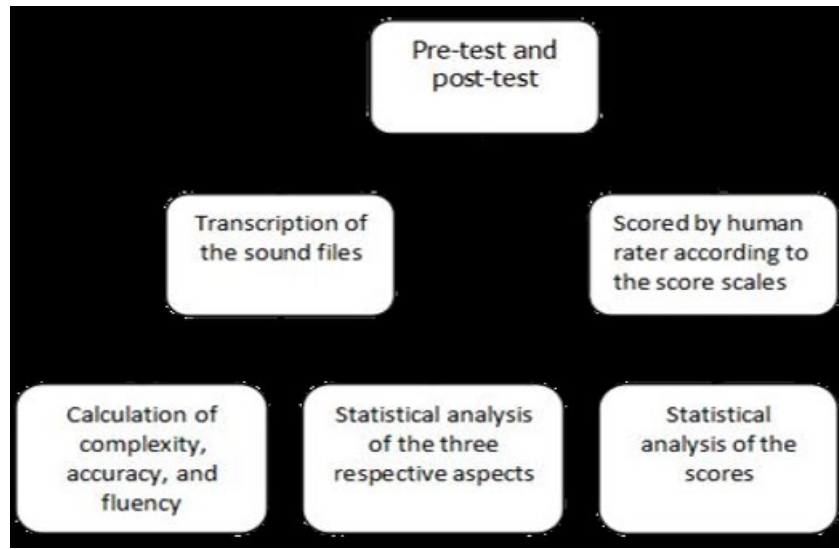 Pre-test and
post-test
Transcription of
the sound files
Scored by human
rater according to
the score scales
Calculation of
complexity,
accuracy, and
fluency
Statistical analysis
of the three
respective aspects
Statistical
analysis of the
scores